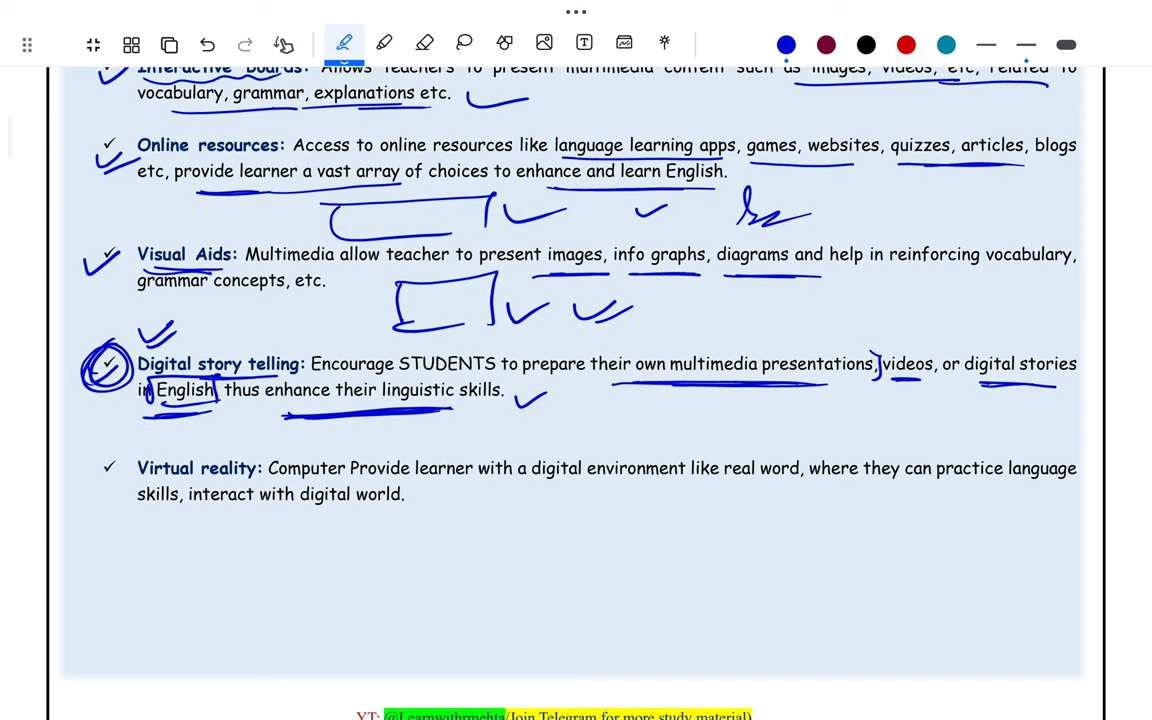 Interactive Boards: Allows Teachers to present multimedia content such as images, videos, etc, related to
vocabulary, grammar, explanations etc.
Online resources: Access to online resources like language learning apps, games, websites, quizzes, articles, blogs
etc, provide learner a vast array of choices to enhance and learn English.
Visual Aids: Multimedia allow teacher to present images, info graphs, diagrams and help in reinforcing vocabulary,
grammar concepts, etc.
Digital story telling: Encourage STUDENTS to prepare their own multimedia presentations, videos, or digital stories
in English thus enhance their linguistic skills.
Virtual reality: Computer Provide learner with a digital environment like real word, where they can practice language
skills, interact with digital world.
YT: @Learnwithrmehta/Join Telegram for more study material)